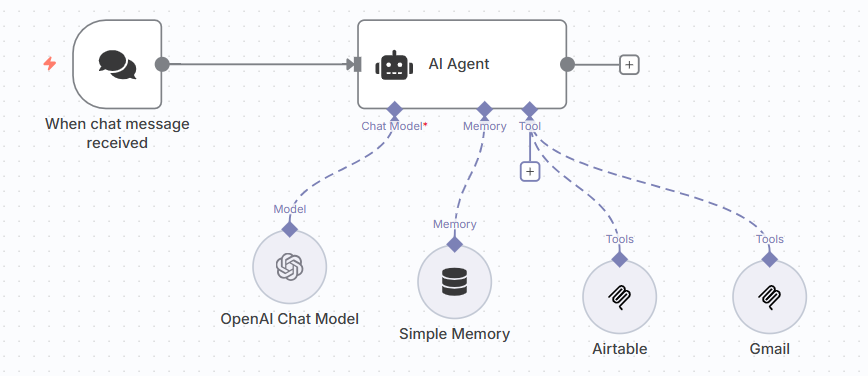 AI Agent
When chat message
received
Chat Model*
Memory
Tool
Model
Memory
Tools
Tools
OpenAI Chat Model
Simple Memory
Airtable
Gmail